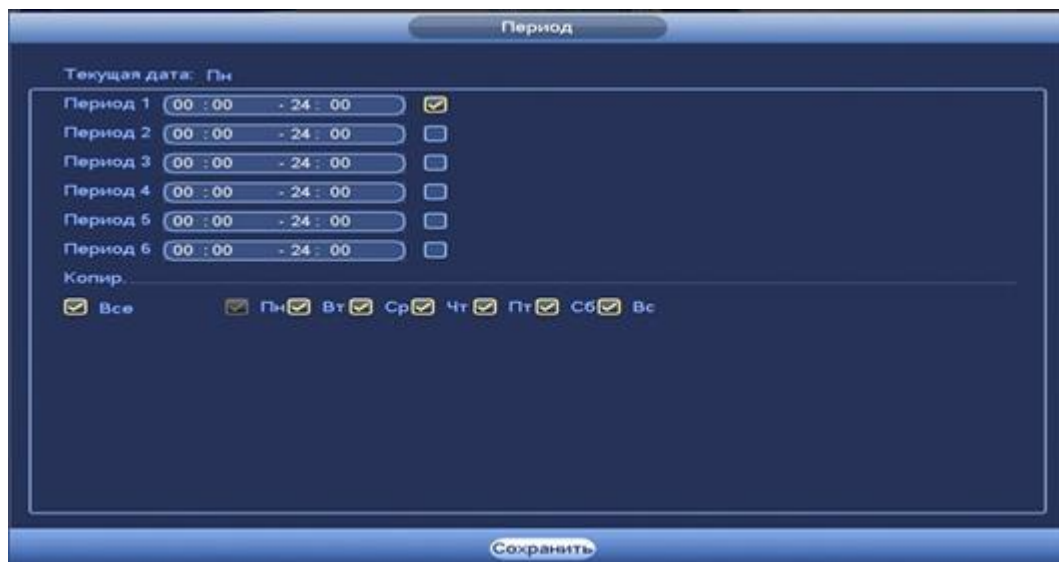 Период
Текущая дата: Пн
Период 1 00 : 00 - 24 : 00
Период 2 00 : 00 - 24 : 00
Период 3 00 : 00 - 24 : 00
Период 4 00 : 00 - 24 : 00
Период 5 00 : 00 - 24 : 00
Период 6 00 : 00 - 24 : 00
Копир.
Все Пн Вт Ср Чт Пт Сб Вс
Сохранить